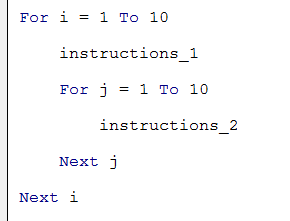 For i = 1 To 10
instructions_1
For j = 1 To 10
instructions_2
Next j
Next i